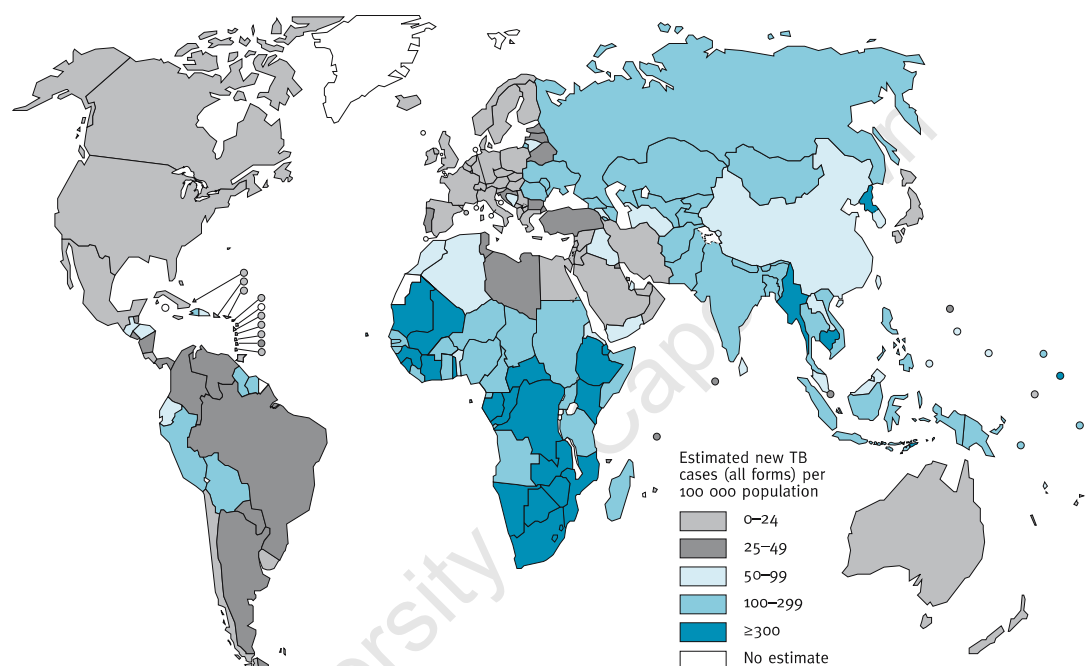 Estimated new TB
cases (all forms) per
100 000 population
0–24
25–49
50–99
100–299
≥300
No estimate